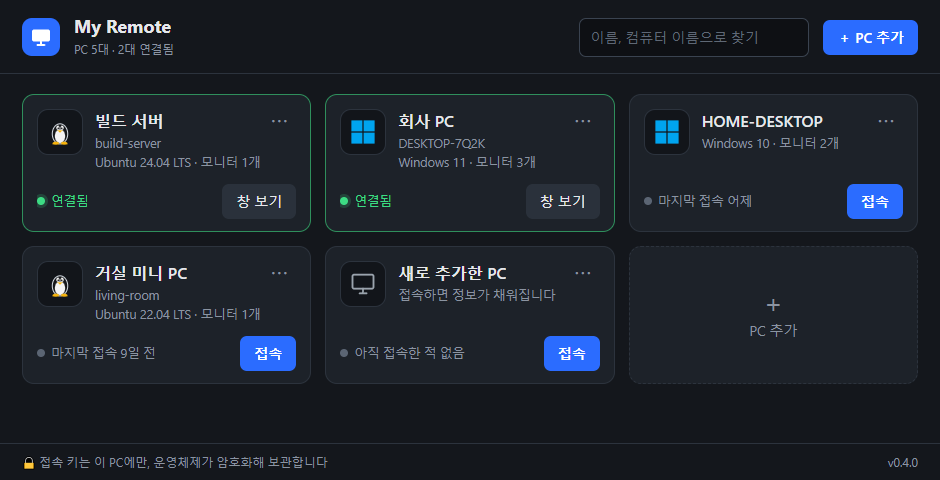 My Remote
PC 5대 · 2대 연결됨
이름, 컴퓨터 이름으로 찾기
+ PC 추가
빌드 서버
build-server
Ubuntu 24.04 LTS · 모니터 1개
연결됨
창 보기
회사 PC
DESKTOP-7Q2K
Windows 11 · 모니터 3개
연결됨
창 보기
HOME-DESKTOP
Windows 10 · 모니터 2개
마지막 접속 어제
접속
거실 미니 PC
living-room
Ubuntu 22.04 LTS · 모니터 1개
마지막 접속 9일 전
접속
새로 추가한 PC
접속하면 정보가 채워집니다
아직 접속한 적 없음
접속
+
PC 추가
접속 키는 이 PC에만, 운영체제가 암호화해 보관합니다
v0.4.0